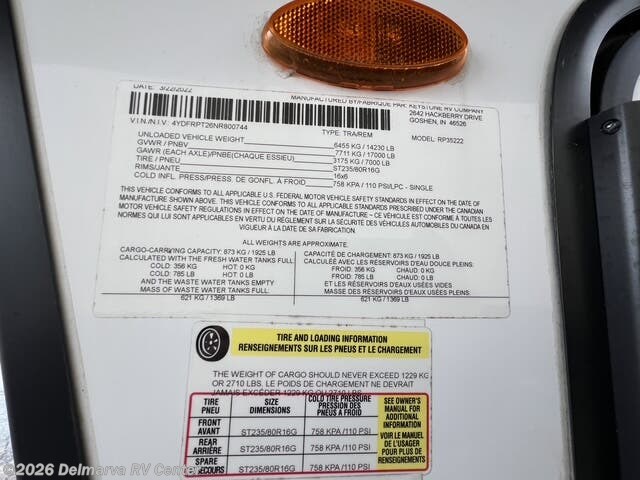 DATE: 3/22/2022
MANUFACTURED BY/FABRIQUE PAR: KEYSTONE RV COMPANY
2642 HACKBERRY DRIVE
GOSHEN, IN 46526
V.I.N./N.I.V.: 4YDFRPT26NR800744
TYPE: TRA/REM
MODEL: RP35222
UNLOADED VEHICLE WEIGHT 6455 KG / 14230 LB
GVWR / PNBV 7711 KG / 17000 LB
GAWR (EACH AXLE)/PNBE(CHAQUE ESSIEU) 3175 KG / 7000 LB
TIRE / PNEU ST235/80R16G
RIMS/JANTE 16x6
COLD INFL. PRESS/PRESS. DE GONFL. À FROID 758 KPA / 110 PSI/LPC - SINGLE
THIS VEHICLE CONFORMS TO ALL APPLICABLE U.S. FEDERAL MOTOR VEHICLE SAFETY STANDARDS IN EFFECT ON THE DATE OF
MANUFACTURE SHOWN ABOVE. THIS VEHICLE CONFORMS TO ALL APPLICABLE STANDARDS PRESCRIBED UNDER THE CANADIAN
MOTOR VEHICLE SAFETY REGULATIONS IN EFFECT ON THE DATE OF MANUFACTURE ~ CE VÉHICULE EST CONFORME À TOUTES LES
NORMES QUI LUI SONT APPLICABLES EN VERTU DU RÈGLEMENT SUR LA SÉCURITÉ DES VÉHICULES AUTOMOBILES DU CANADA EN
VIGUEUR À LA DATE DE SA FABRICATION.
ALL WEIGHTS ARE APPROXIMATE.
CARGO-CARRYING CAPACITY: 873 KG / 1925 LB
CALCULATED WITH THE FRESH WATER TANKS FULL:
COLD: 356 KG HOT: 0 KG
COLD: 785 LB HOT: 0 LB
AND THE WASTE WATER TANKS EMPTY
MASS OF WASTE WATER TANKS FULL:
621 KG / 1369 LB
CARGO-CARRYING CAPACITY: 873 KG / 1925 LB
CALCULÉE AVEC LES RÉSERVOIRS D'EAU DOUCE PLEINS:
FROID: 356 KG CHAUD: 0 KG
FROID: 785 LB CHAUD: 0 LB
ET LES RÉSERVOIRS D'EAUX USÉES VIDES
MASSE DES RÉSERVOIRS D'EAUX USÉES PLEINS:
621 KG / 1369 LB
TIRE AND LOADING INFORMATION
RENSEIGNEMENTS SUR LES PNEUS ET LE CHARGEMENT
THE WEIGHT OF CARGO SHOULD NEVER EXCEED 1229 KG
OR 2710 LBS. LE POIDS DE CHARGEMENT NE DEVRAIT
JAMAIS EXCÉDER 1229 KG OU 2710 LBS.
TIRE
PNEU
SIZE
DIMENSIONS
COLD TIRE PRESSURE
PRESSION DES
PNEUS À FROID
FRONT
AVANT
ST235/80R16G
758 KPA /110 PSI
REAR
ARRIÈRE
ST235/80R16G
758 KPA /110 PSI
SPARE
SECOURS
ST235/80R16G
758 KPA /110 PSI
SEE OWNER'S
MANUAL FOR
ADDITIONAL
INFORMATION
VOIR LE MANUEL
DE L'USAGER
POUR PLUS DE
RENSEIGNEMENTS
©2026 Delmarva RV Center